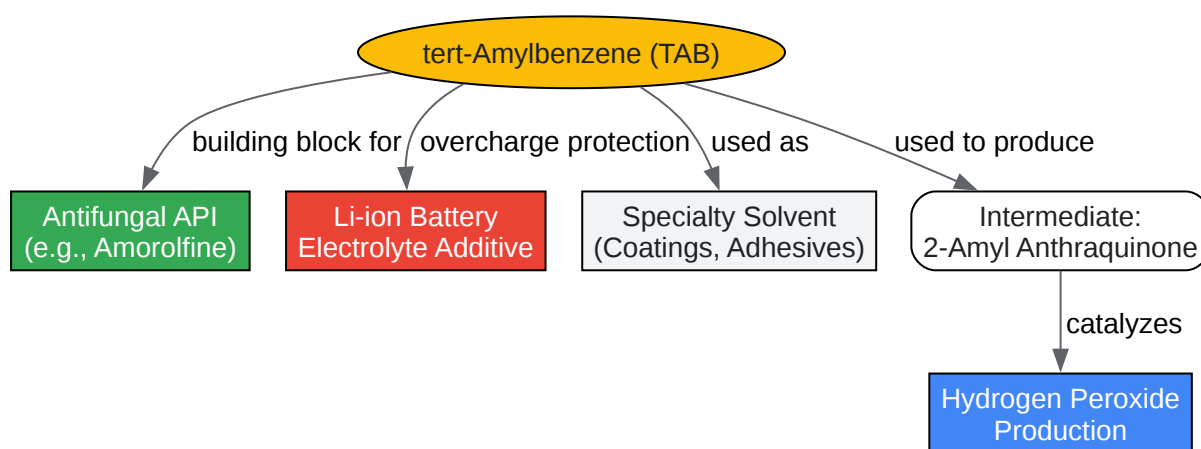 tert-Amylbenzene (TAB)
building block for
overcharge protection
used as
used to produce
Antifungal API
(e.g., Amorolfine)
Li-ion Battery
Electrolyte Additive
Specialty Solvent
(Coatings, Adhesives)
Intermediate:
2-Amyl Anthraquinone
catalyzes
Hydrogen Peroxide
Production